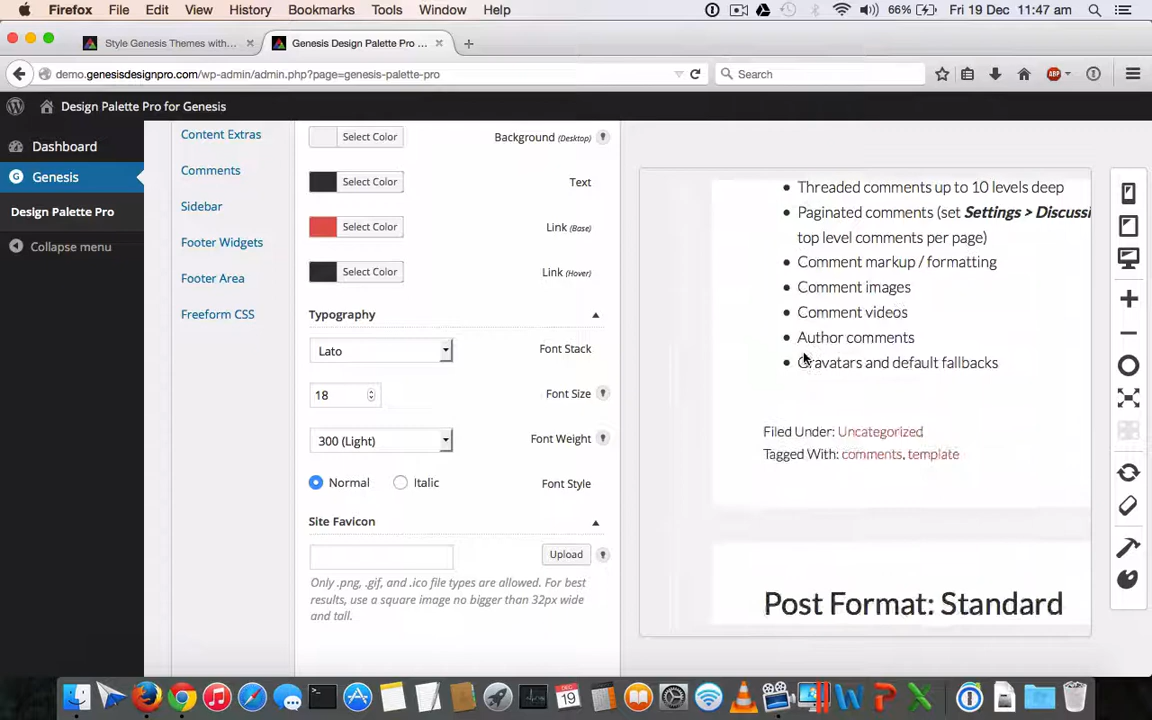 Firefox File Edit View History Bookmarks Tools Window Help 66% Fri 19 Dec 11:47 am
Style Genesis Themes with... Genesis Design Palette Pro ...
demo.genesisdesignpro.com/wp-admin/admin.php?page=genesis-palette-pro Search
Design Palette Pro for Genesis
Dashboard
Genesis
Design Palette Pro
Collapse menu
Content Extras
Comments
Sidebar
Footer Widgets
Footer Area
Freeform CSS
Select Color Background (Desktop)
Select Color Text
Select Color Link (Base)
Select Color Link (Hover)
Typography
Lato Font Stack
18 Font Size
300 (Light) Font Weight
Normal Italic Font Style
Site Favicon
Upload
Only .png, .gif, and .ico file types are allowed. For best
results, use a square image no bigger than 32px wide
and tall.
Threaded comments up to 10 levels deep
Paginated comments (set Settings > Discussi
top level comments per page)
Comment markup / formatting
Comment images
Comment videos
Author comments
Gravatars and default fallbacks
Filed Under: Uncategorized
Tagged With: comments, template
Post Format: Standard